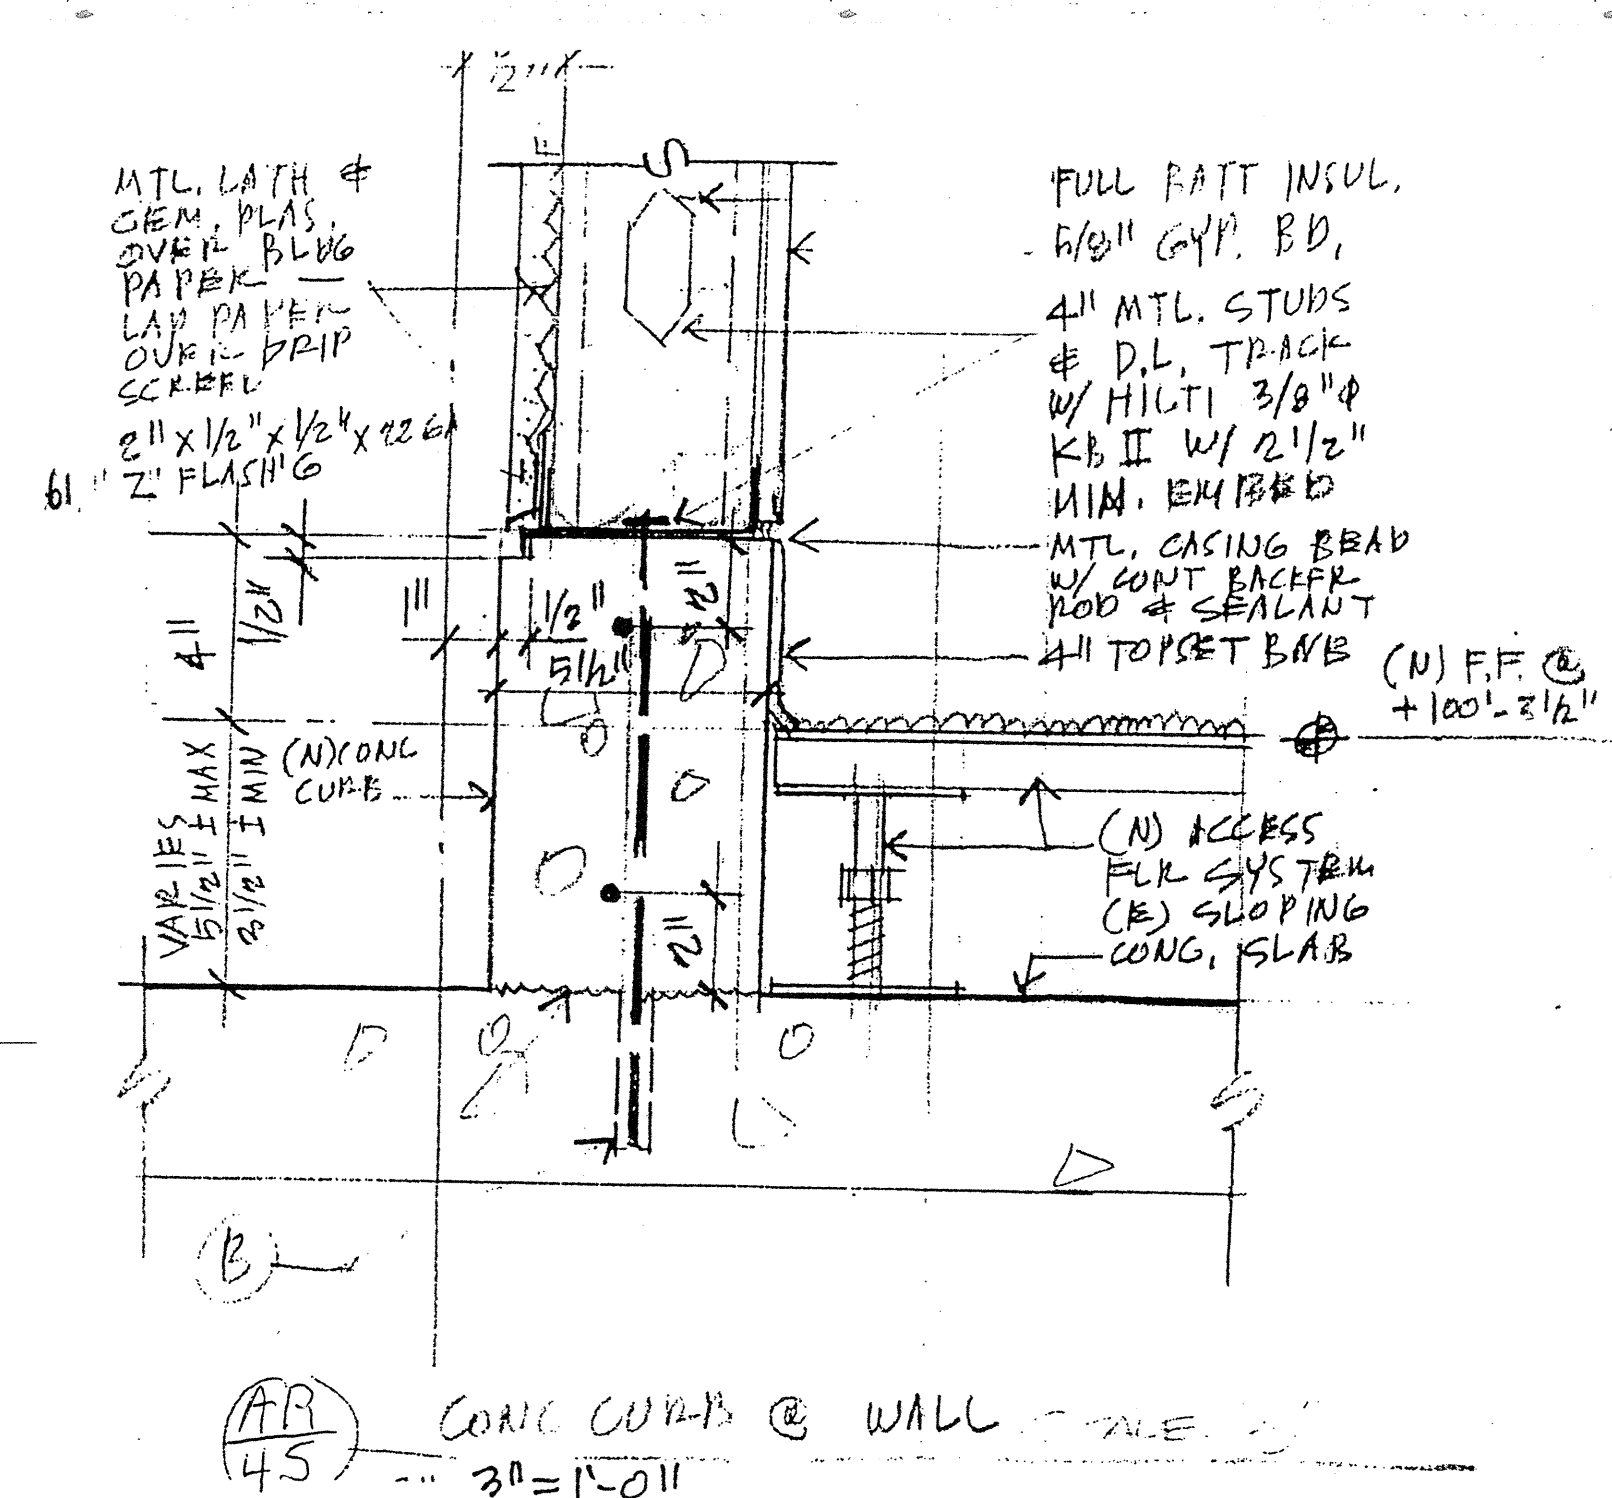 1/2"
F
MTL. LATH &
CEM. PLAS.
OVER BLDG
PAPER —
LAP PAPER
OVER DRIP
SCREED
2" X 1/2" X 1/2" X 22 GA
"Z" FLASH'G
61.
FULL BATT INSUL.
5/8" GYP. BD.
4" MTL. STUDS
& D.L. TRACK
W/ HILTI 3/8"φ
KB II W/ 2 1/2"
MIN. EMBED
MTL. CASING BEAD
W/ CONT BACKER
ROD & SEALANT
4" TOPSET BASE
(N) F.F. @
+100'-3 1/2"
4"
1/2"
1"
1/2"
5 1/2"
2"
(N) CONC
CURB
VARIES
5 1/2" ± MAX
3 1/2" ± MIN
2"
(N) ACCESS
FLR SYSTEM
(E) SLOPING
CONC. SLAB
B
AR
45
CONC CURB @ WALL
3" = 1'-0"